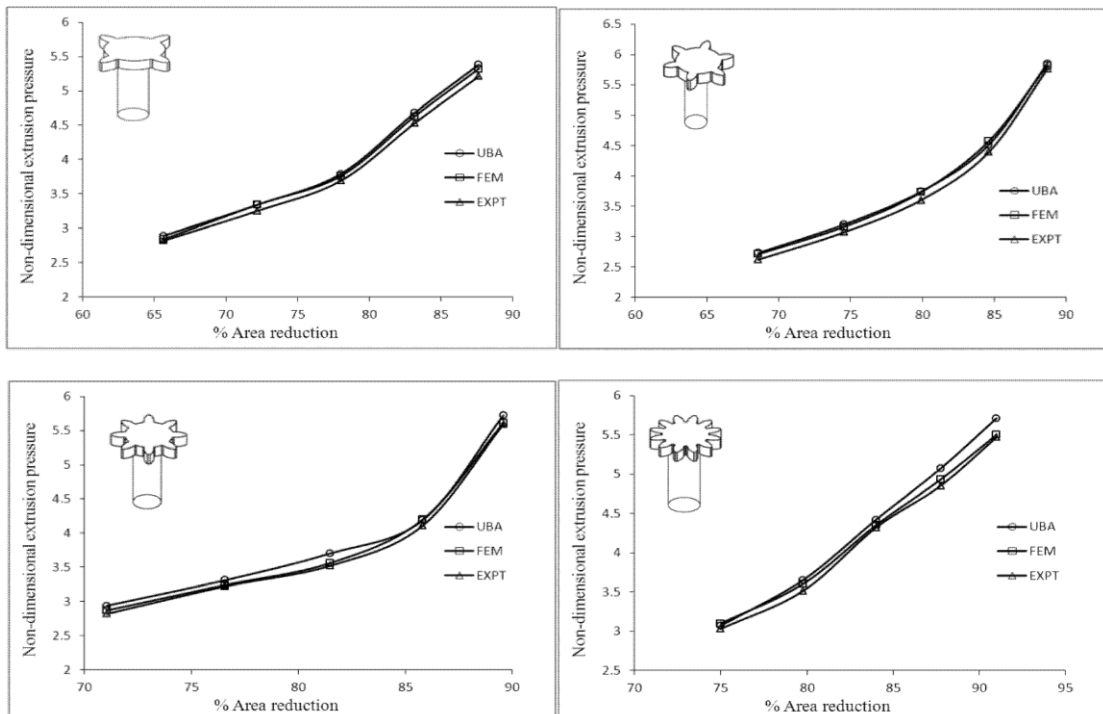 Non-dimensional extrusion pressure
6
5.5
5
4.5
4
3.5
3
2.5
2
UBA
FEM
EXPT
60 65 70 75 80 85 90
% Area reduction
Non-dimensional extrusion pressure
6.5
6
5.5
5
4.5
4
3.5
3
2.5
2
UBA
FEM
EXPT
60 65 70 75 80 85 90
% Area reduction
Non-dimensional extrusion pressure
6
5.5
5
4.5
4
3.5
3
2.5
2
UBA
FEM
EXPT
70 75 80 85 90
% Area reduction
Non-dimensional extrusion pressure
6
5.5
5
4.5
4
3.5
3
2.5
UBA
FEM
EXPT
70 75 80 85 90 95
% Area reduction